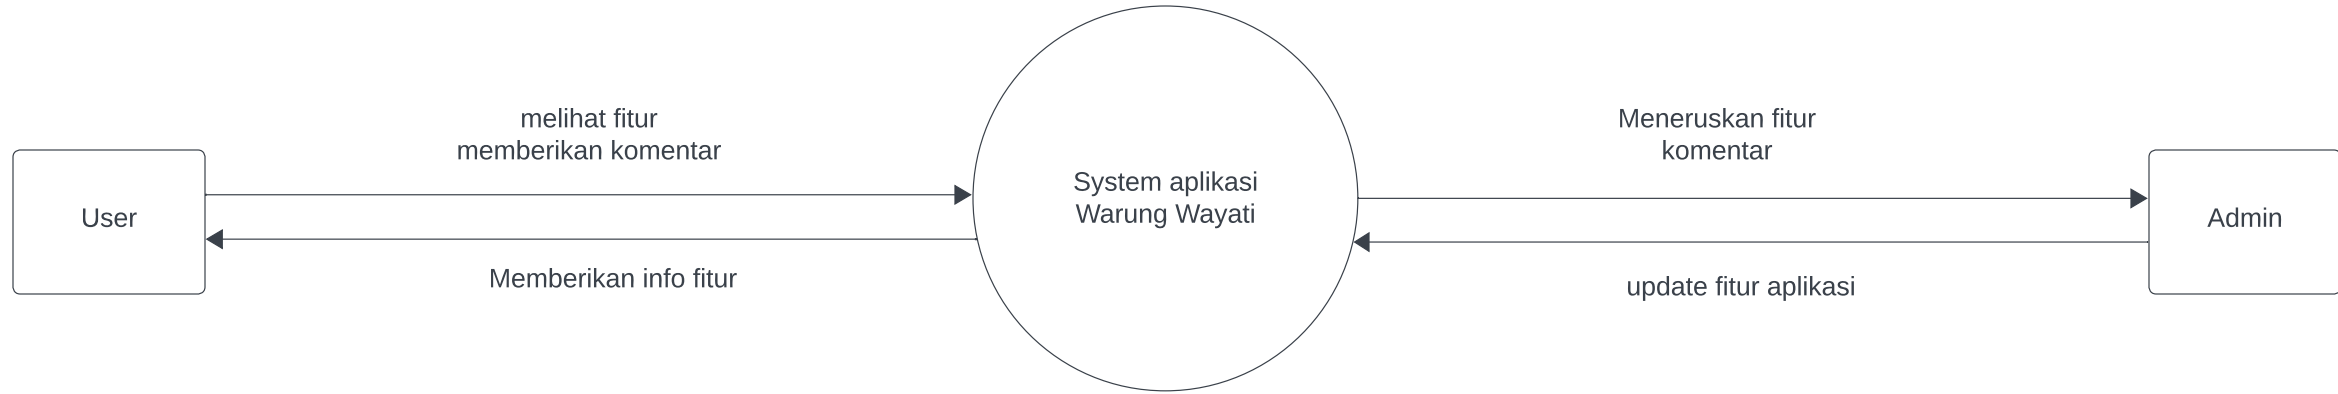 melihat fitur
memberikan komentar
Meneruskan fitur
komentar
User
System aplikasi
Warung Wayati
Admin
Memberikan info fitur
update fitur aplikasi